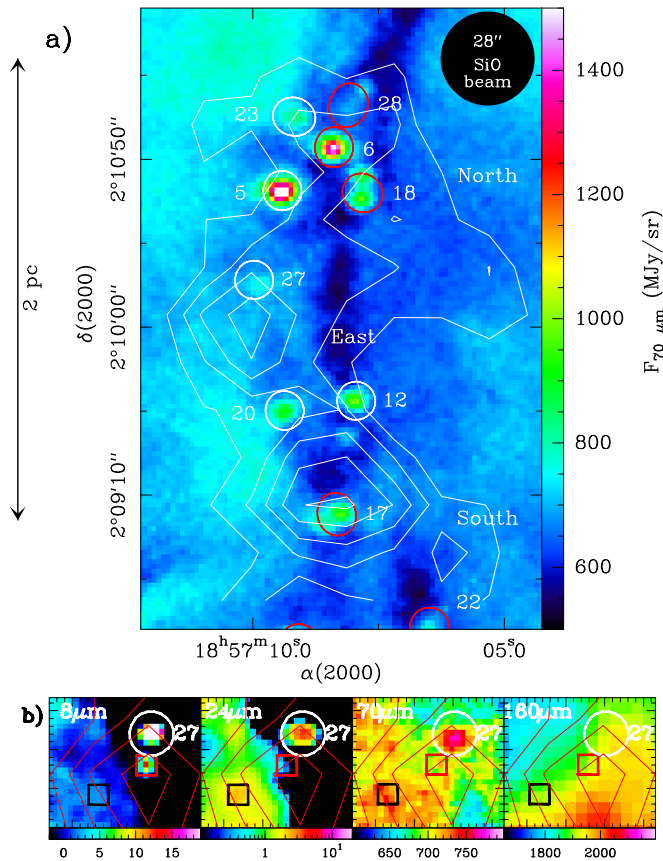 a)
28″
SiO
beam
23
28
6
5
18
North
27
East
20
12
17
South
22
2 pc
δ(2000)
2°10′50″
2°10′00″
2°09′10″
18ʰ57ᵐ10ˢ.0
05ˢ.0
α(2000)
1400
1200
1000
800
600
F₇₀ μm (MJy/sr)
b)
8μm
27
24μm
27
70μm
27
160μm
27
0 5 10 15
1 10¹
650 700 750
1800 2000